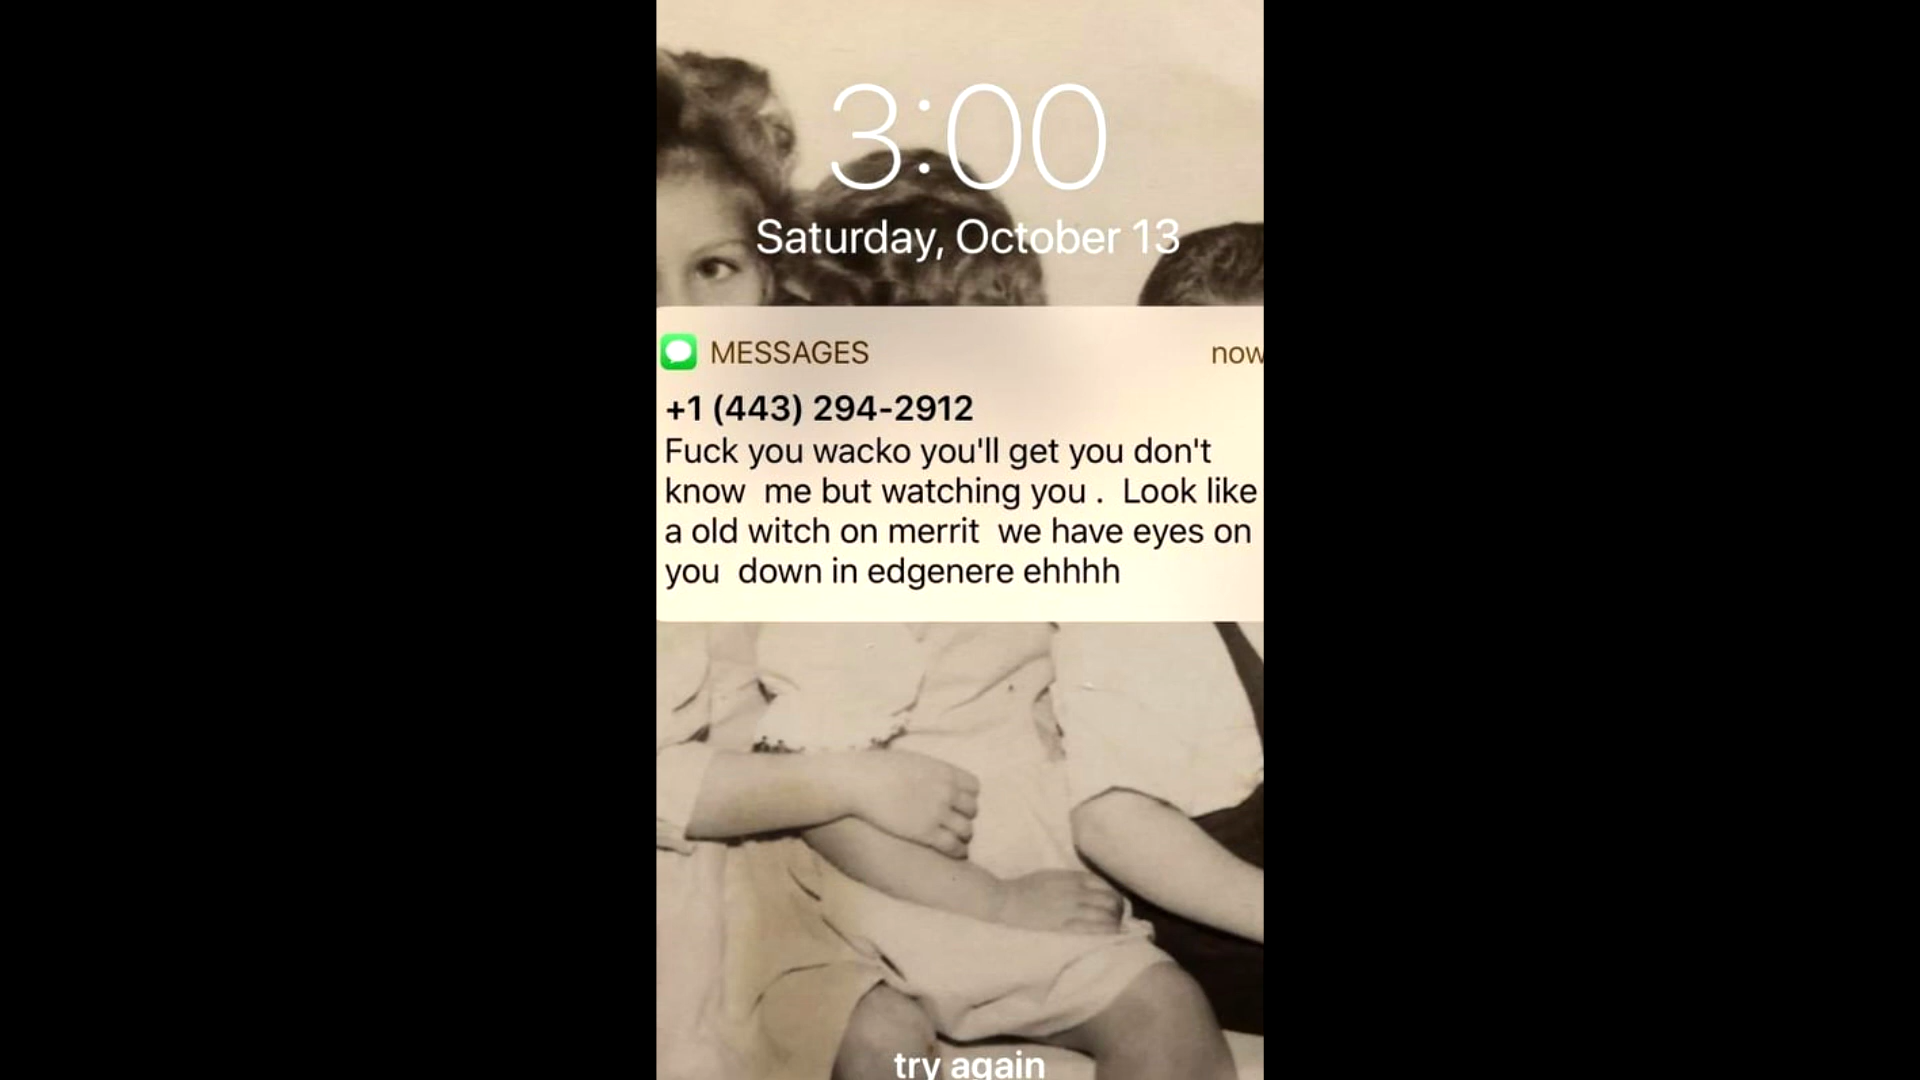 3:00
Saturday, October 13
MESSAGES now
+1 (443) 294-2912
Fuck you wacko you'll get you don't
know  me but watching you .  Look like
a old witch on merrit  we have eyes on
you  down in edgenere ehhhh
try again